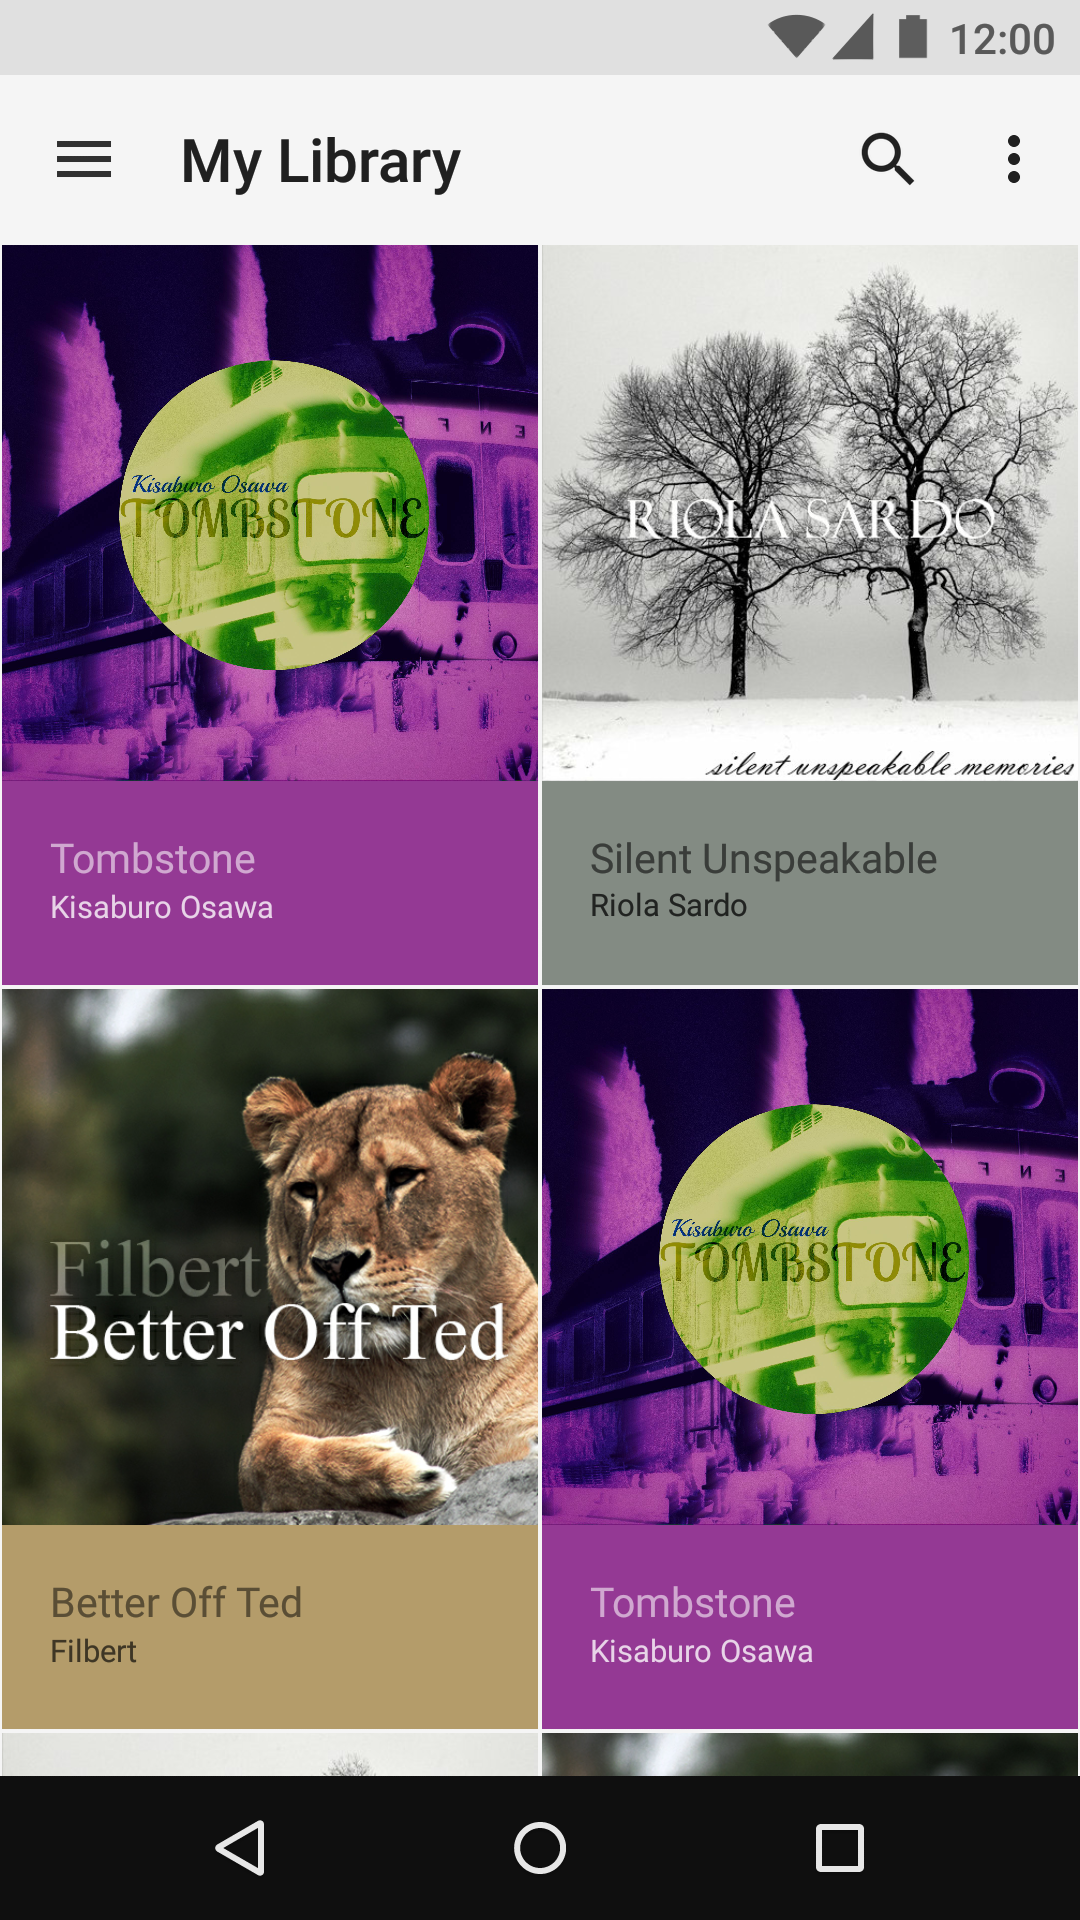 12:00
My Library
E N F E
Kisaburo Osawa
TOMBSTONE
RIOLA SARDO
silent unspeakable memories
Tombstone
Kisaburo Osawa
Silent Unspeakable
Riola Sardo
Filbert
Better Off Ted
E N F E
Kisaburo Osawa
TOMBSTONE
Better Off Ted
Filbert
Tombstone
Kisaburo Osawa